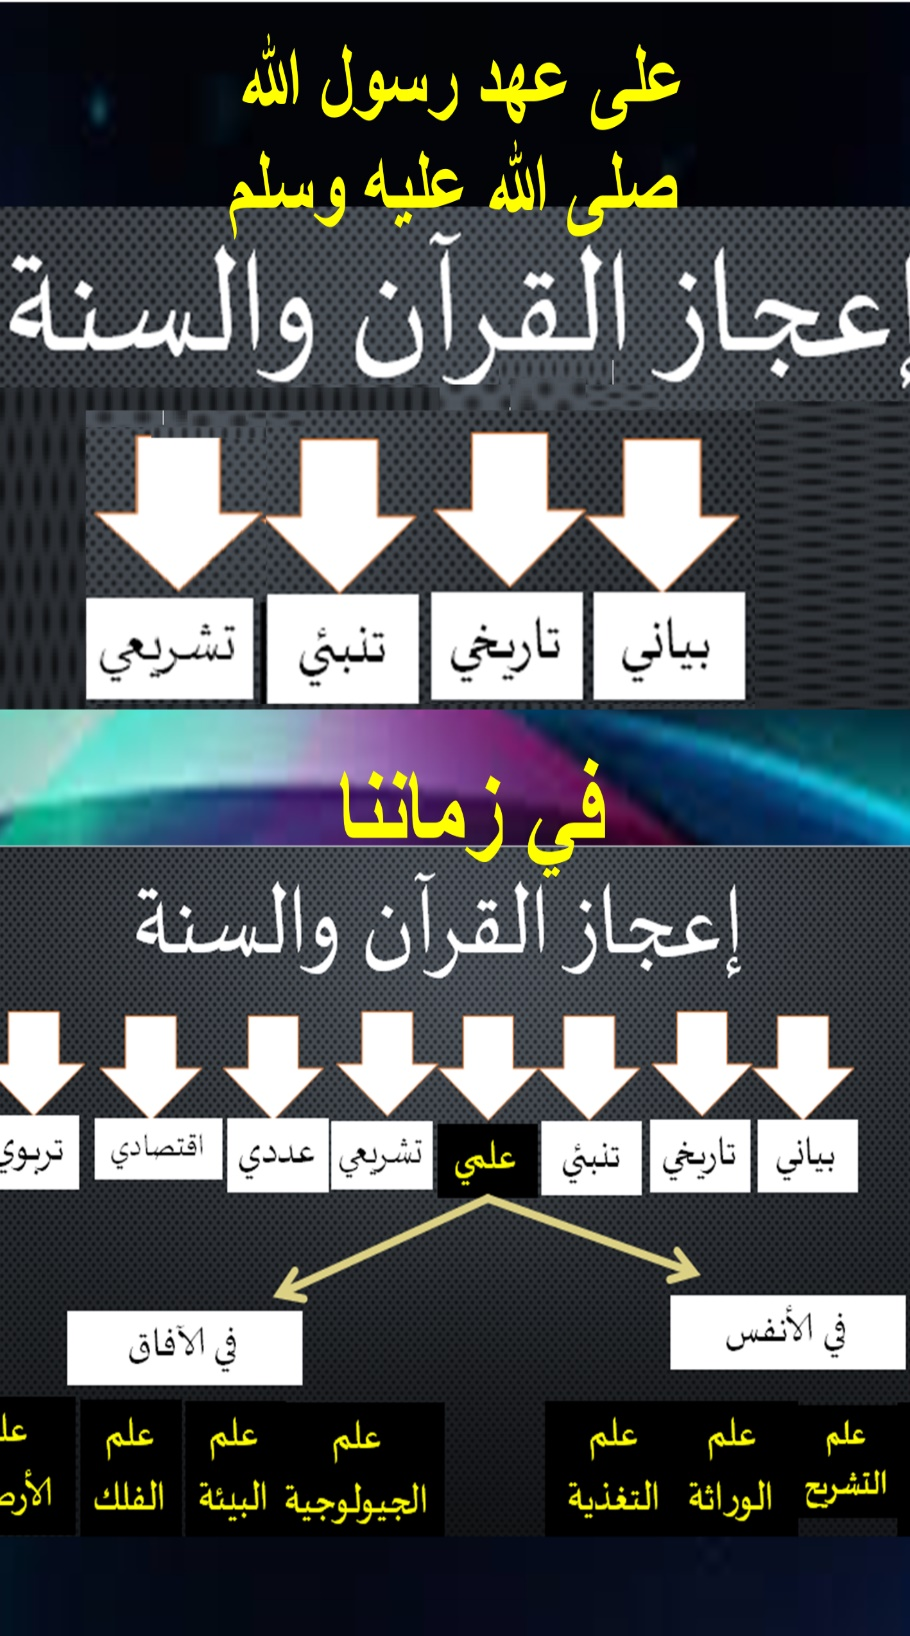 على عهد رسول الله
صلى الله عليه وسلم
إعجاز القرآن والسنة
بياني تاريخي تنبئي تشريعي
في زماننا
إعجاز القرآن والسنة
بياني تاريخي تنبئي علمي تشريعي عددي اقتصادي تربوي
في الأنفس في الآفاق
علم علم علم علم علم علم
التشريح الوراثة التغذية الجيولوجية البيئة الفلك